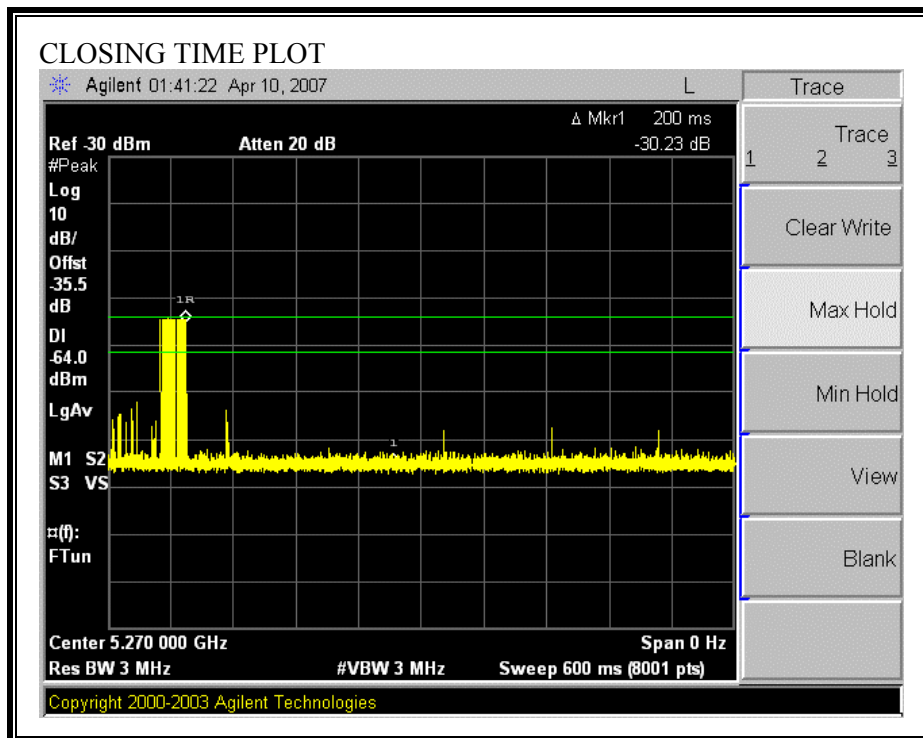 CLOSING TIME PLOT
Agilent 01:41:22 Apr 10, 2007 L
Δ Mkr1 200 ms
Ref -30 dBm Atten 20 dB -30.23 dB
#Peak
Log
10
dB/
Offst
-35.5
dB
DI
-64.0
dBm
LgAv
M1 S2
S3 VS
¤(f):
FTun
1R
1
Center 5.270 000 GHz Span 0 Hz
Res BW 3 MHz #VBW 3 MHz Sweep 600 ms (8001 pts)
Copyright 2000-2003 Agilent Technologies
Trace
Trace
1 2 3
Clear Write
Max Hold
Min Hold
View
Blank